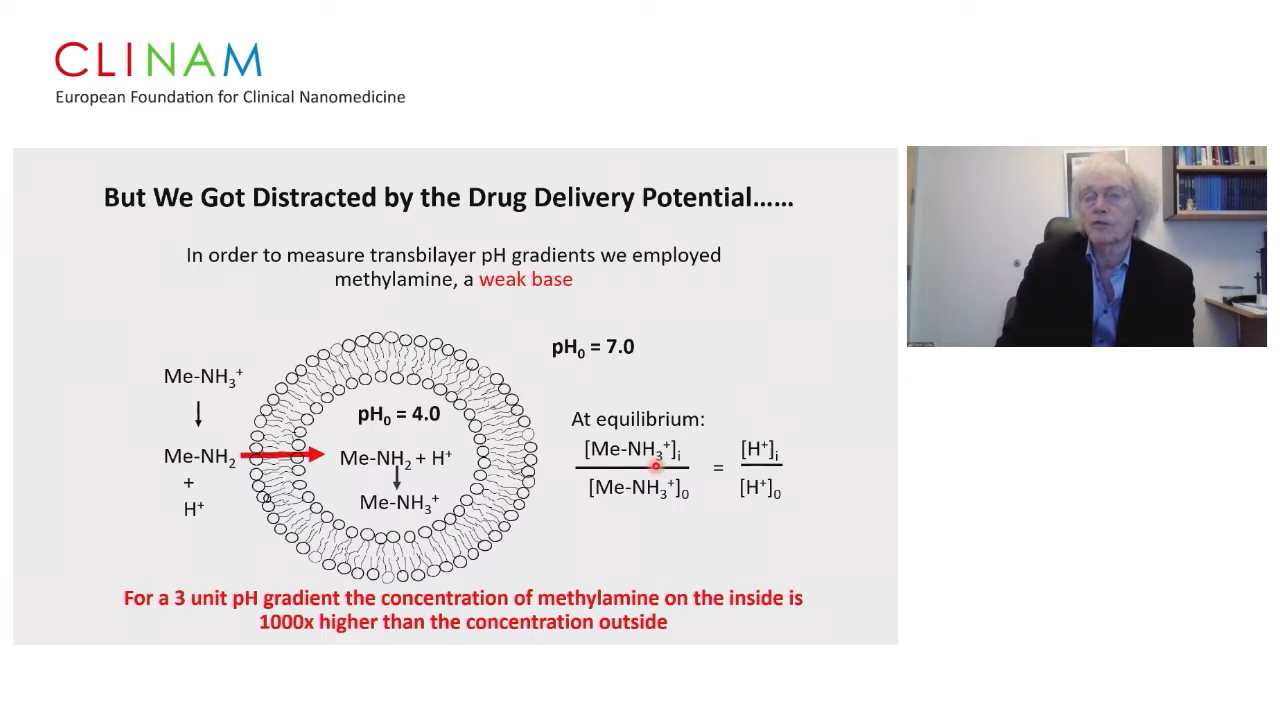 CLINAM
European Foundation for Clinical Nanomedicine
But We Got Distracted by the Drug Delivery Potential......
In order to measure transbilayer pH gradients we employed
methylamine, a weak base
pH₀ = 7.0
Me-NH₃⁺
pH₀ = 4.0
At equilibrium:
[Me-NH₃⁺]ᵢ
[H⁺]ᵢ
Me-NH₂
Me-NH₂ + H⁺
=
+
[Me-NH₃⁺]₀
[H⁺]₀
H⁺
Me-NH₃⁺
For a 3 unit pH gradient the concentration of methylamine on the inside is
1000x higher than the concentration outside